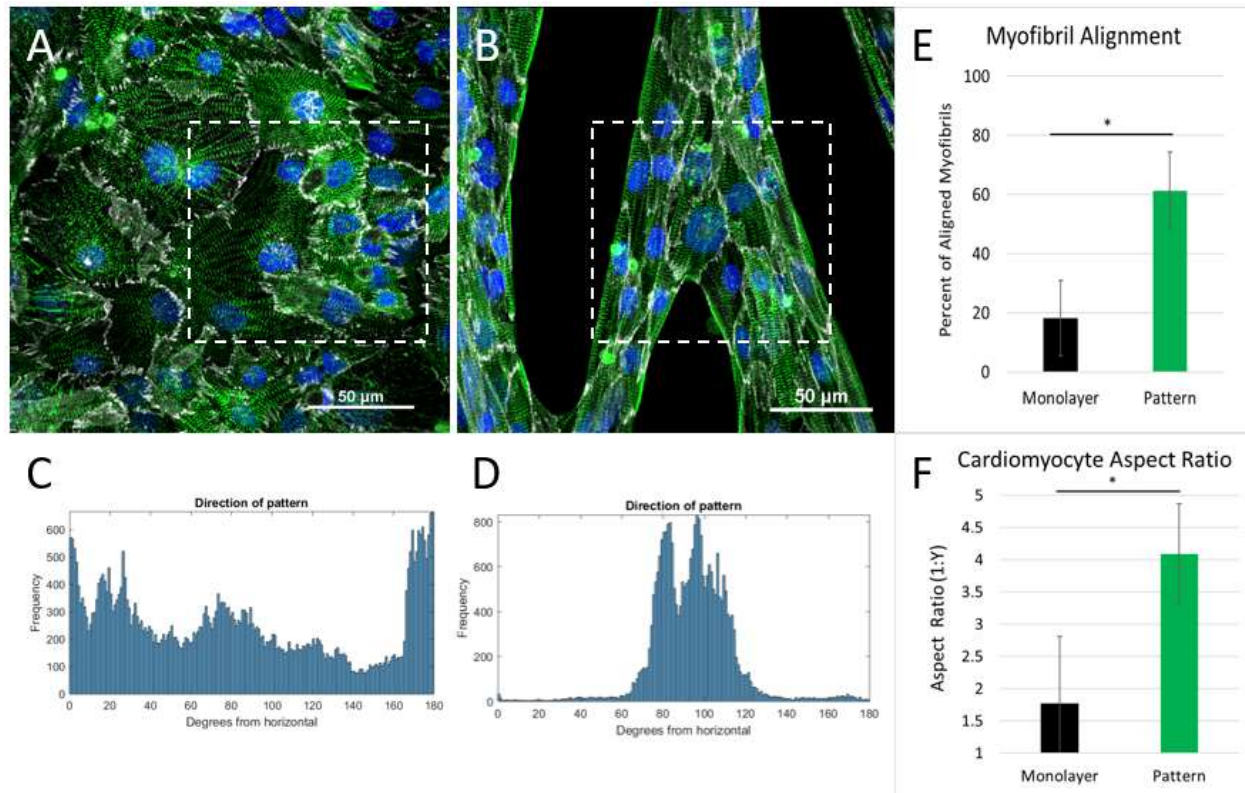 A
50 µm
B
50 µm
C
Direction of pattern
Frequency
600
500
400
300
200
100
0
0 20 40 60 80 100 120 140 160 180
Degrees from horizontal
D
Direction of pattern
Frequency
800
600
400
200
0
0 20 40 60 80 100 120 140 160 180
Degrees from horizontal
E
Myofibril Alignment
Percent of Aligned Myofibrils
100
80
60
40
20
0
*
Monolayer Pattern
F
Cardiomyocyte Aspect Ratio
Aspect Ratio (1:Y)
5
4.5
4
3.5
3
2.5
2
1.5
1
*
Monolayer Pattern